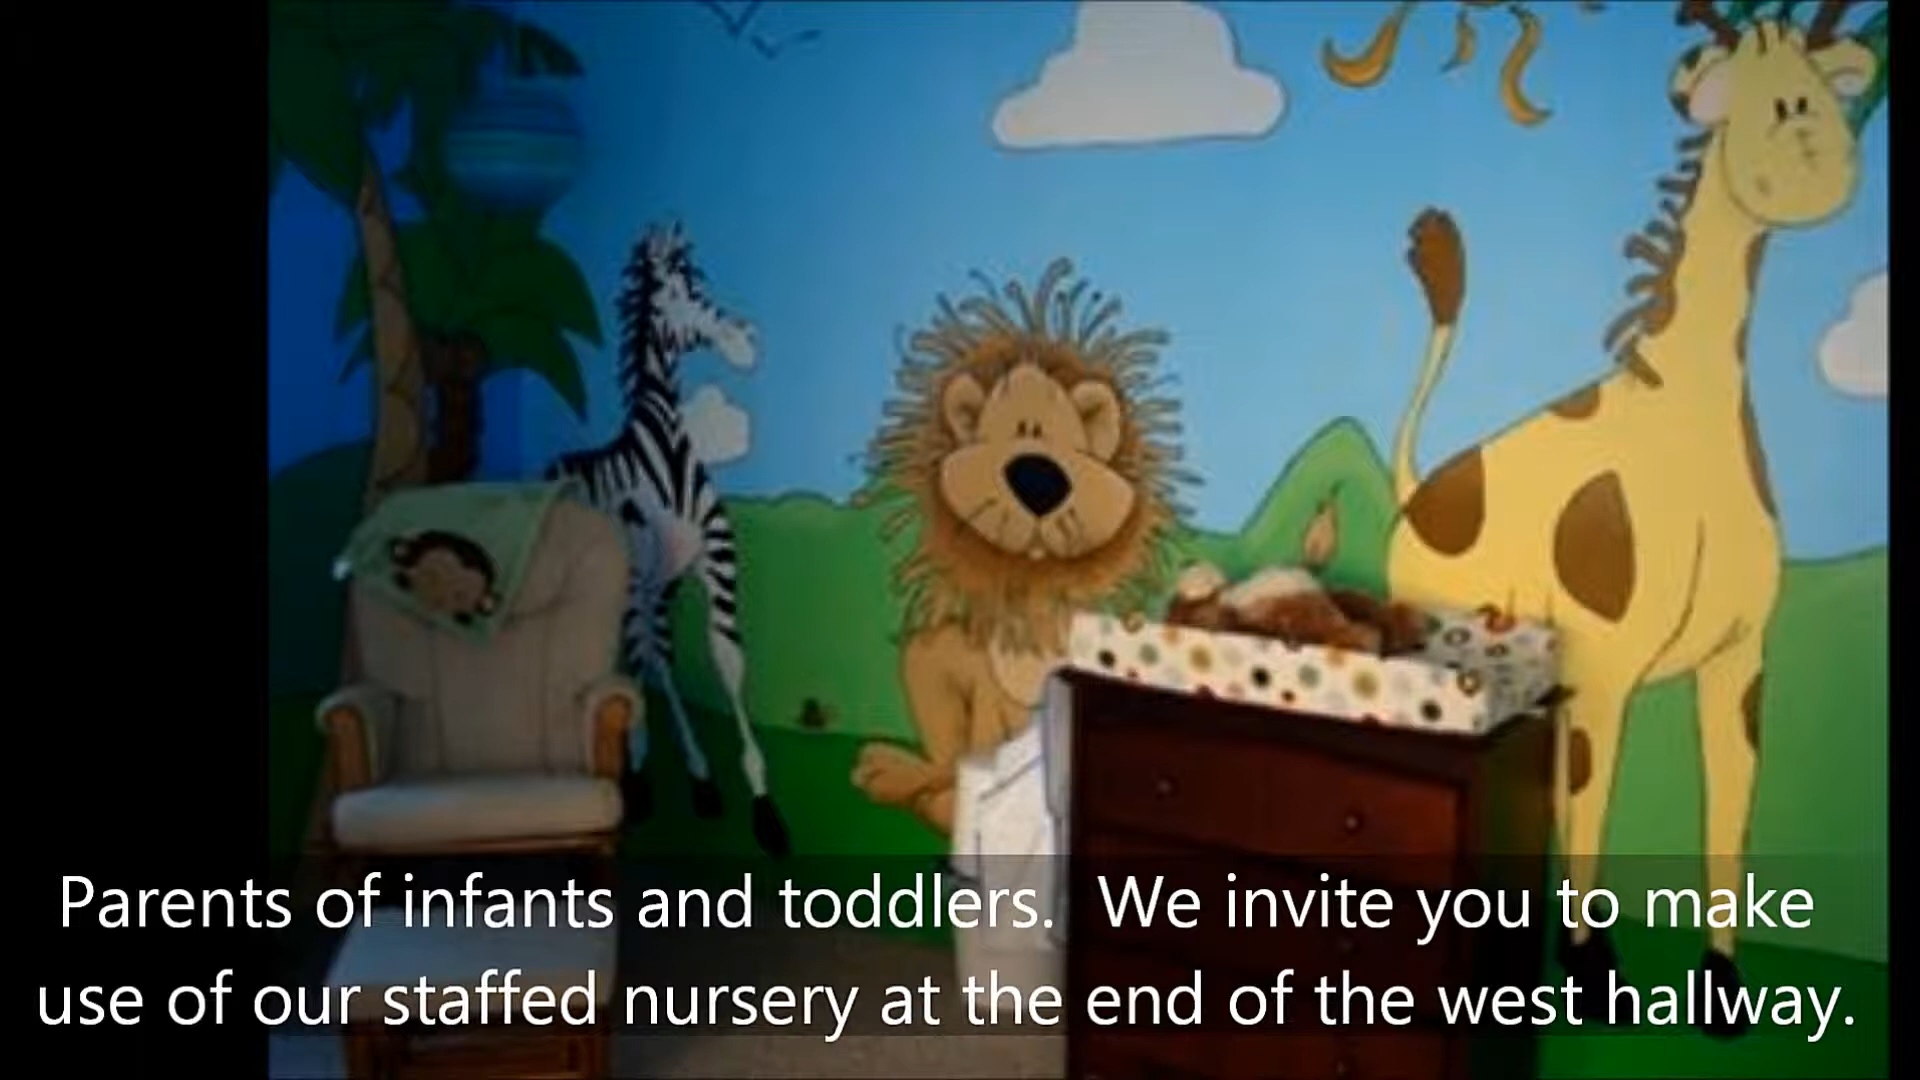 Parents of infants and toddlers.  We invite you to make
use of our staffed nursery at the end of the west hallway.